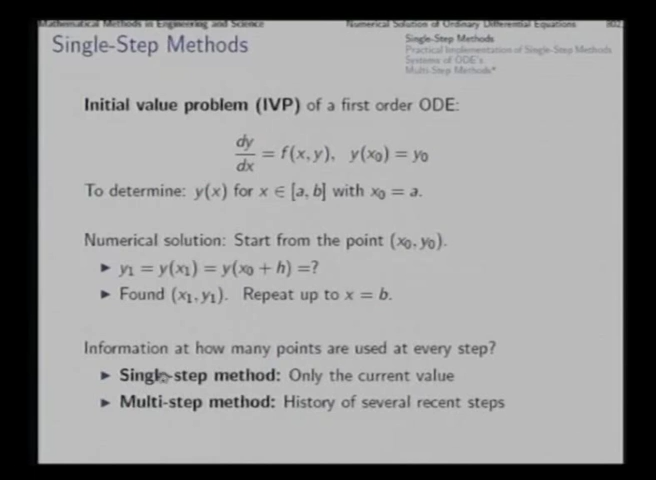 Mathematical Methods in Engineering and Science Numerical Solution of Ordinary Differential Equations 802
Single-Step Methods
Single-Step Methods
Practical Implementation of Single-Step Methods
Systems of ODE's
Multi-Step Methods*
Initial value problem (IVP) of a first order ODE:
dy/dx = f(x, y), y(x₀) = y₀
To determine: y(x) for x ∈ [a, b] with x₀ = a.
Numerical solution: Start from the point (x₀, y₀).
► y₁ = y(x₁) = y(x₀ + h) =?
► Found (x₁, y₁). Repeat up to x = b.
Information at how many points are used at every step?
► Single-step method: Only the current value
► Multi-step method: History of several recent steps